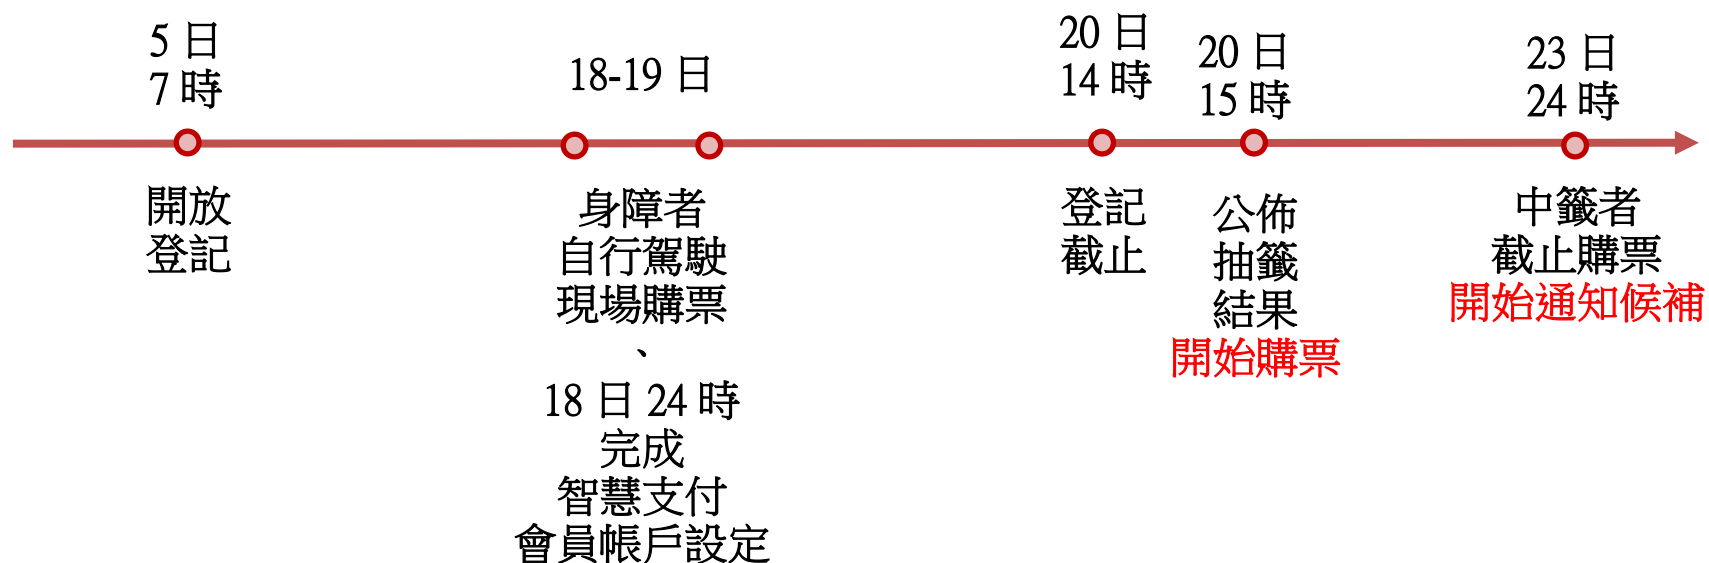 5 日
7 時
開放
登記
18-19 日
身障者
自行駕駛
現場購票
、
18 日 24 時
完成
智慧支付
會員帳戶設定
20 日
14 時
登記
截止
20 日
15 時
公佈
抽籤
結果
開始購票
23 日
24 時
中籤者
截止購票
開始通知候補